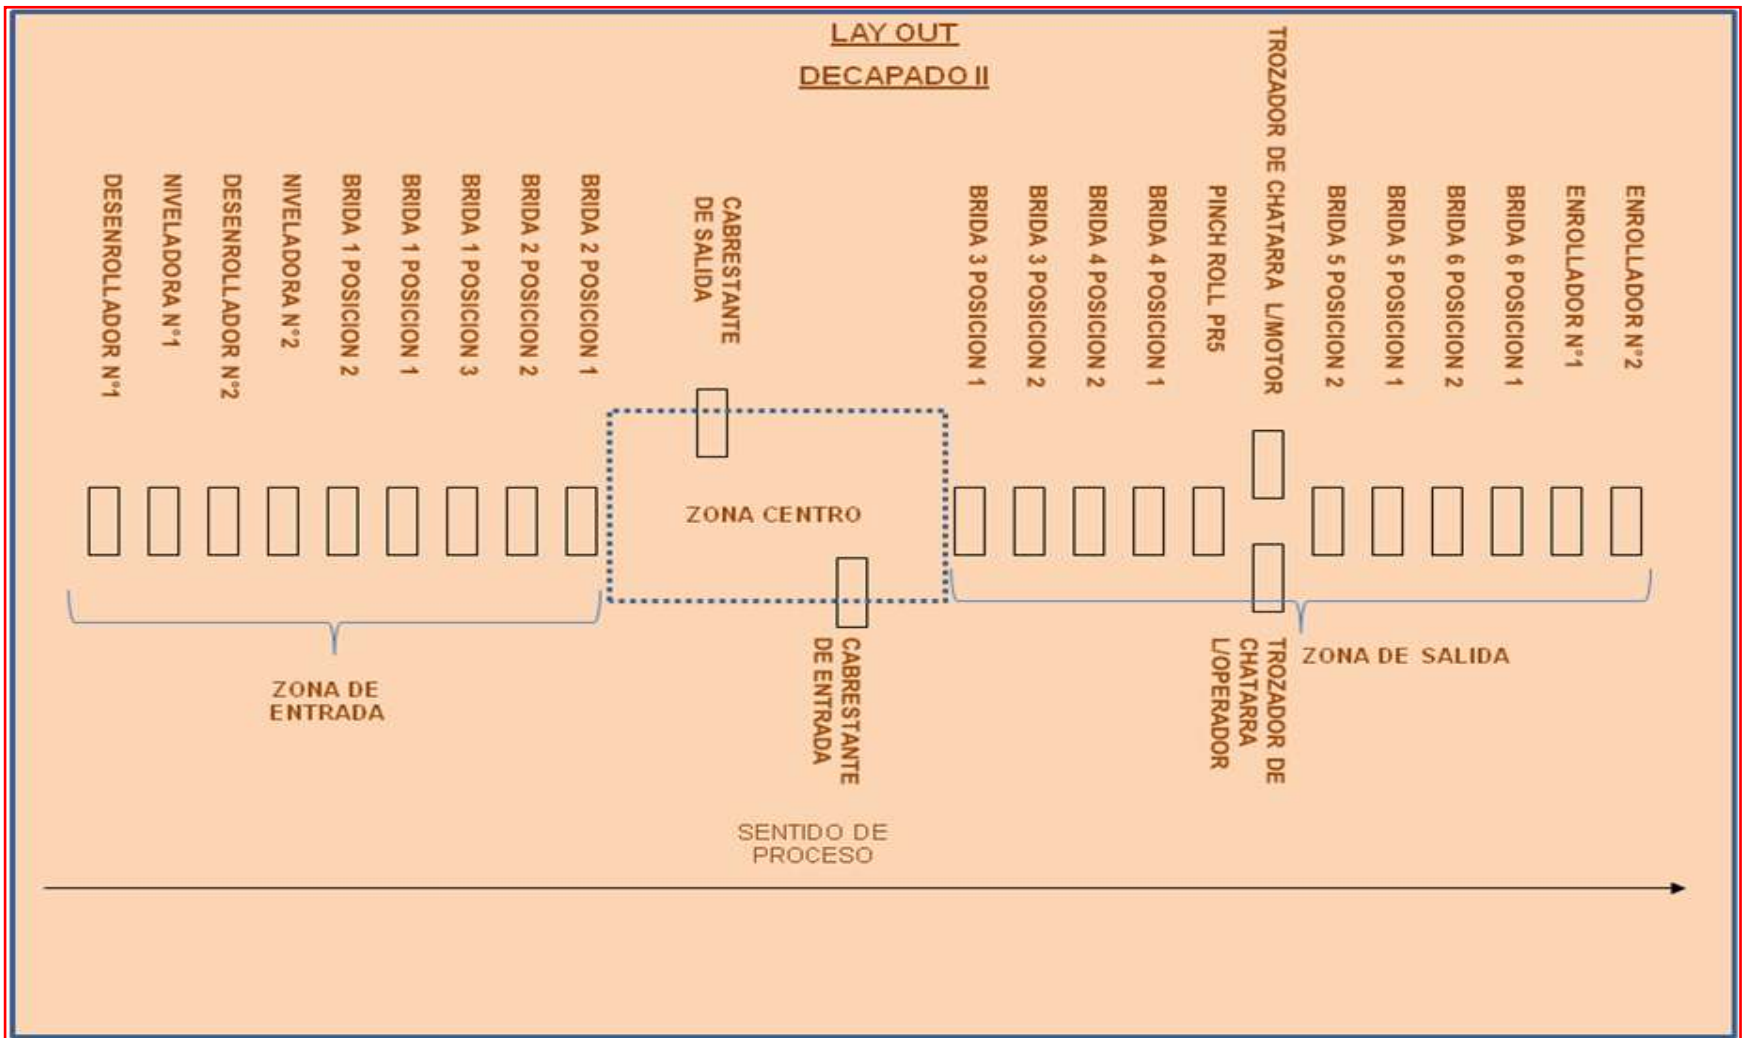 LAY OUT
DECAPADO II
DESENROLLADOR N°1
NIVELADORA N°1
DESENROLLADOR N°2
NIVELADORA N°2
BRIDA 1 POSICION 2
BRIDA 1 POSICION 1
BRIDA 1 POSICION 3
BRIDA 2 POSICION 2
BRIDA 2 POSICION 1
CABRESTANTE
DE SALIDA
BRIDA 3 POSICION 1
BRIDA 3 POSICION 2
BRIDA 4 POSICION 2
BRIDA 4 POSICION 1
PINCH ROLL PR5
TROZADOR DE CHATARRA L/MOTOR
BRIDA 5 POSICION 2
BRIDA 5 POSICION 1
BRIDA 6 POSICION 2
BRIDA 6 POSICION 1
ENROLLADOR N°1
ENROLLADOR N°2
ZONA CENTRO
ZONA DE
ENTRADA
CABRESTANTE
DE ENTRADA
TROZADOR DE
CHATARRA
L/OPERADOR
ZONA DE SALIDA
SENTIDO DE
PROCESO